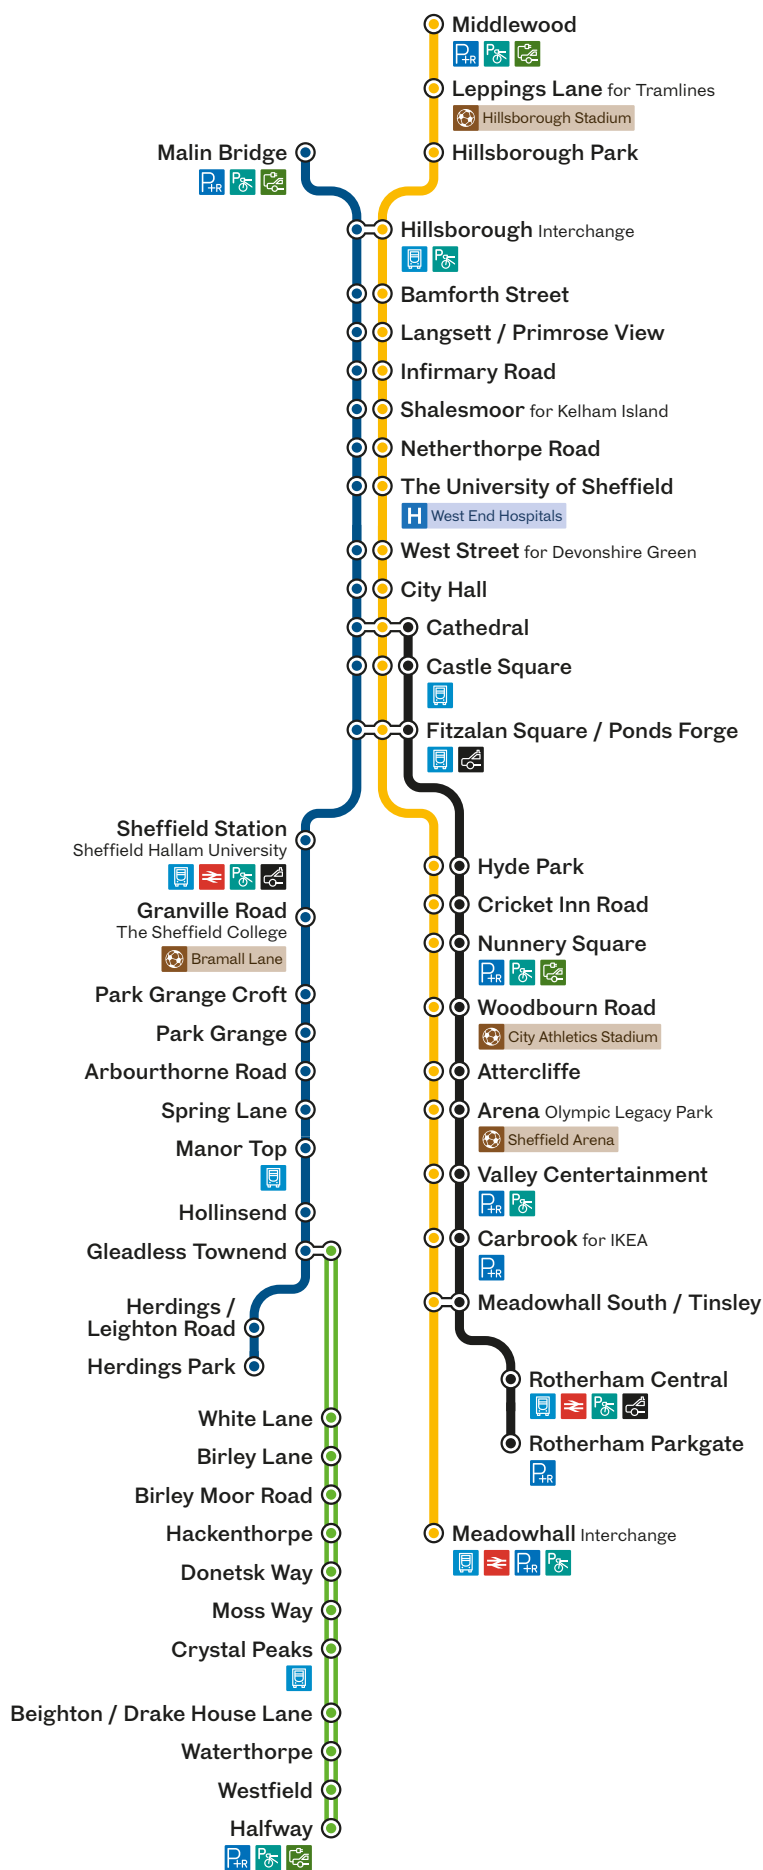 Middlewood
P+R P
Leppings Lane for Tramlines
Hillsborough Stadium
Malin Bridge
P+R P
Hillsborough Park
Hillsborough Interchange
P
Bamforth Street
Langsett / Primrose View
Infirmary Road
Shalesmoor for Kelham Island
Netherthorpe Road
The University of Sheffield
H West End Hospitals
West Street for Devonshire Green
City Hall
Cathedral
Castle Square
Fitzalan Square / Ponds Forge
Sheffield Station
Sheffield Hallam University
P
Granville Road
The Sheffield College
Bramall Lane
Park Grange Croft
Park Grange
Arbourthorne Road
Spring Lane
Manor Top
Hollinsend
Gleadless Townend
Herdings /
Leighton Road
Herdings Park
White Lane
Birley Lane
Birley Moor Road
Hackenthorpe
Donetsk Way
Moss Way
Crystal Peaks
Beighton / Drake House Lane
Waterthorpe
Westfield
Halfway
P+R P
Hyde Park
Cricket Inn Road
Nunnery Square
P+R P
Woodbourn Road
City Athletics Stadium
Attercliffe
Arena Olympic Legacy Park
Sheffield Arena
Valley Centertainment
P+R P
Carbrook for IKEA
P+R
Meadowhall South / Tinsley
Rotherham Central
P
Rotherham Parkgate
P+R
Meadowhall Interchange
P+R P